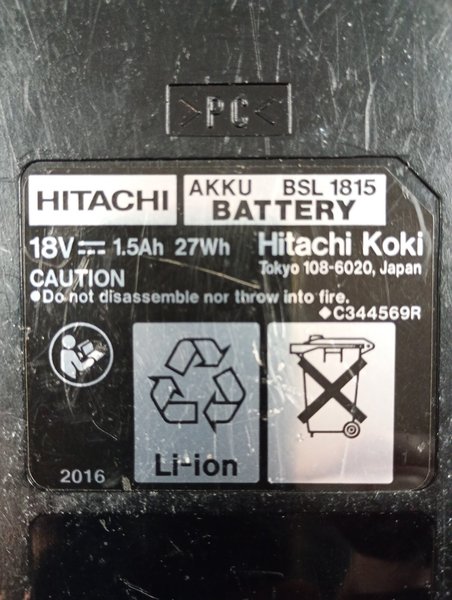 >PC<
HITACHI
AKKU BSL 1815
BATTERY
18V⎓ 1.5Ah 27Wh Hitachi Koki
Tokyo 108-6020, Japan
CAUTION
●Do not disassemble nor throw into fire.
◆C344569R
Li-ion
2016